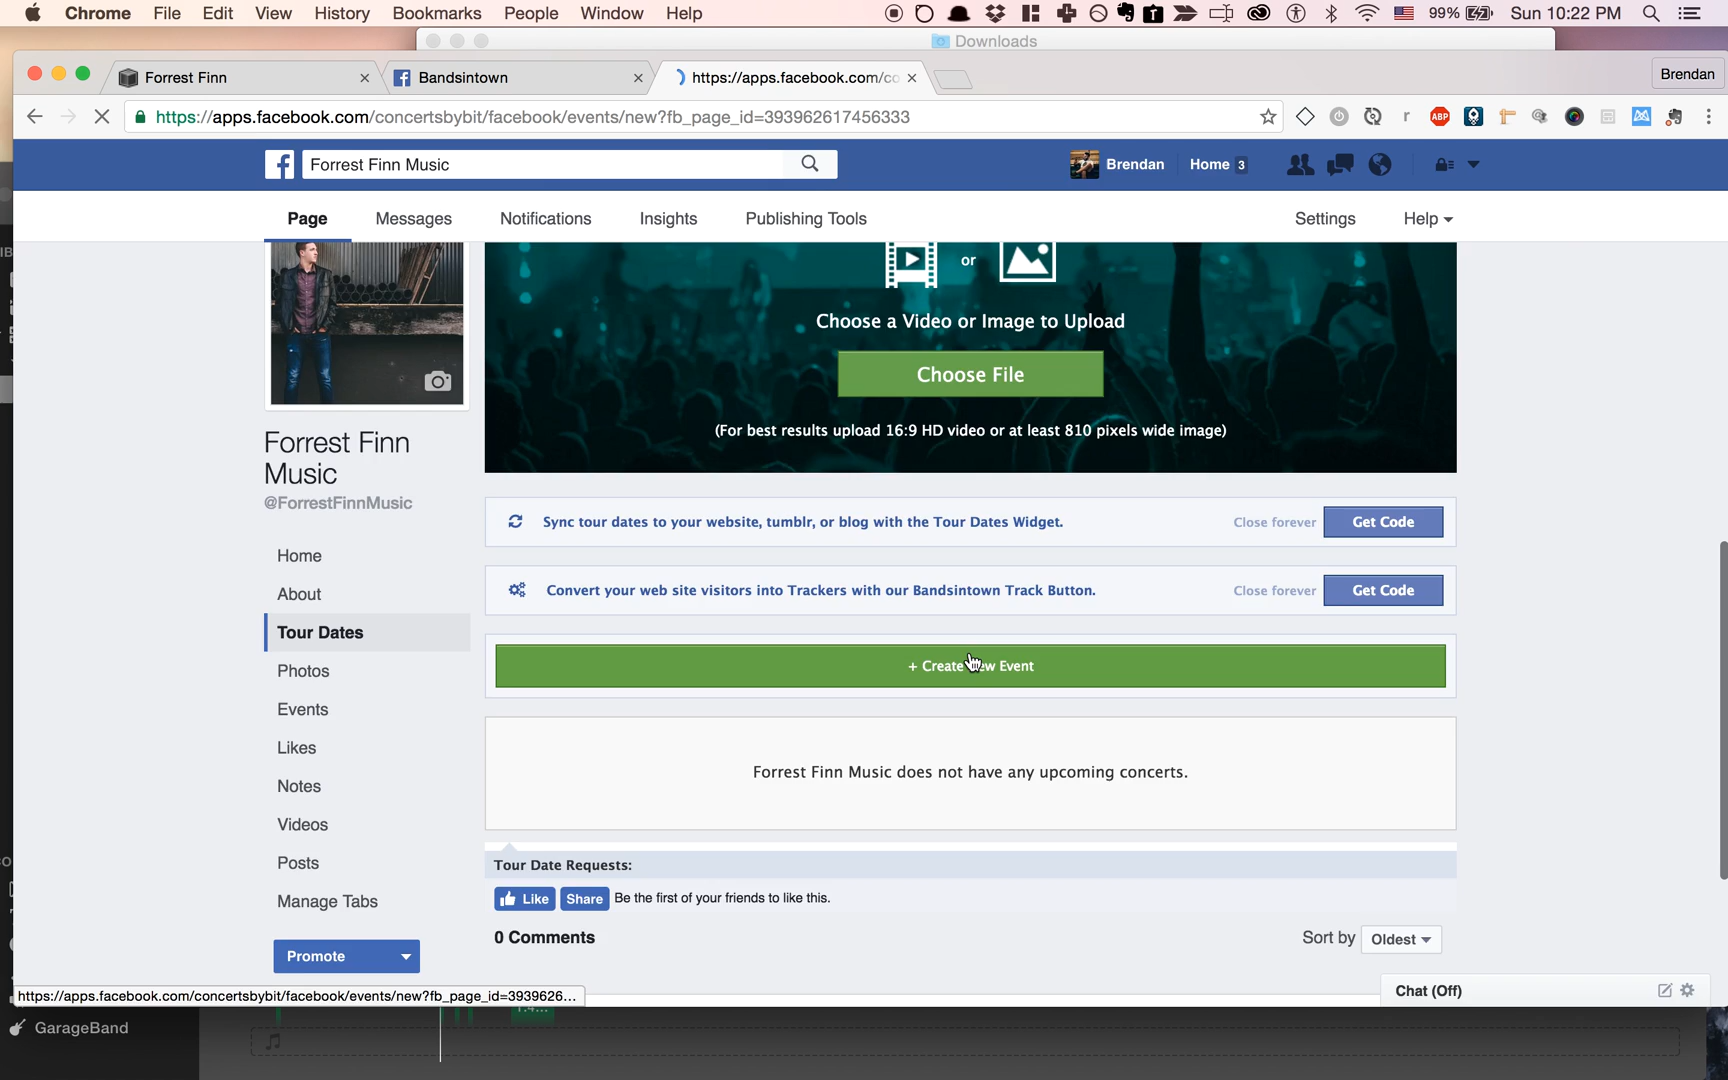 Chrome File Edit View History Bookmarks People Window Help 99% Sun 10:22 PM
Downloads
Forrest Finn Bandsintown https://apps.facebook.com/co Brendan
https://apps.facebook.com/concertsbybit/facebook/events/new?fb_page_id=393962617456333 r ABP
Forrest Finn Music Brendan Home 3
Page Messages Notifications Insights Publishing Tools Settings Help
or
Choose a Video or Image to Upload
Choose File
(For best results upload 16:9 HD video or at least 810 pixels wide image)
Forrest Finn
Music
@ForrestFinnMusic
Sync tour dates to your website, tumblr, or blog with the Tour Dates Widget. Close forever Get Code
Home
Convert your web site visitors into Trackers with our Bandsintown Track Button. Close forever Get Code
About
Tour Dates
+ Create New Event
Photos
Events
Likes
Forrest Finn Music does not have any upcoming concerts.
Notes
Videos
Posts
Tour Date Requests:
Manage Tabs
Like Share Be the first of your friends to like this.
0 Comments Sort by Oldest
Promote
https://apps.facebook.com/concertsbybit/facebook/events/new?fb_page_id=3939626... Chat (Off)
GarageBand